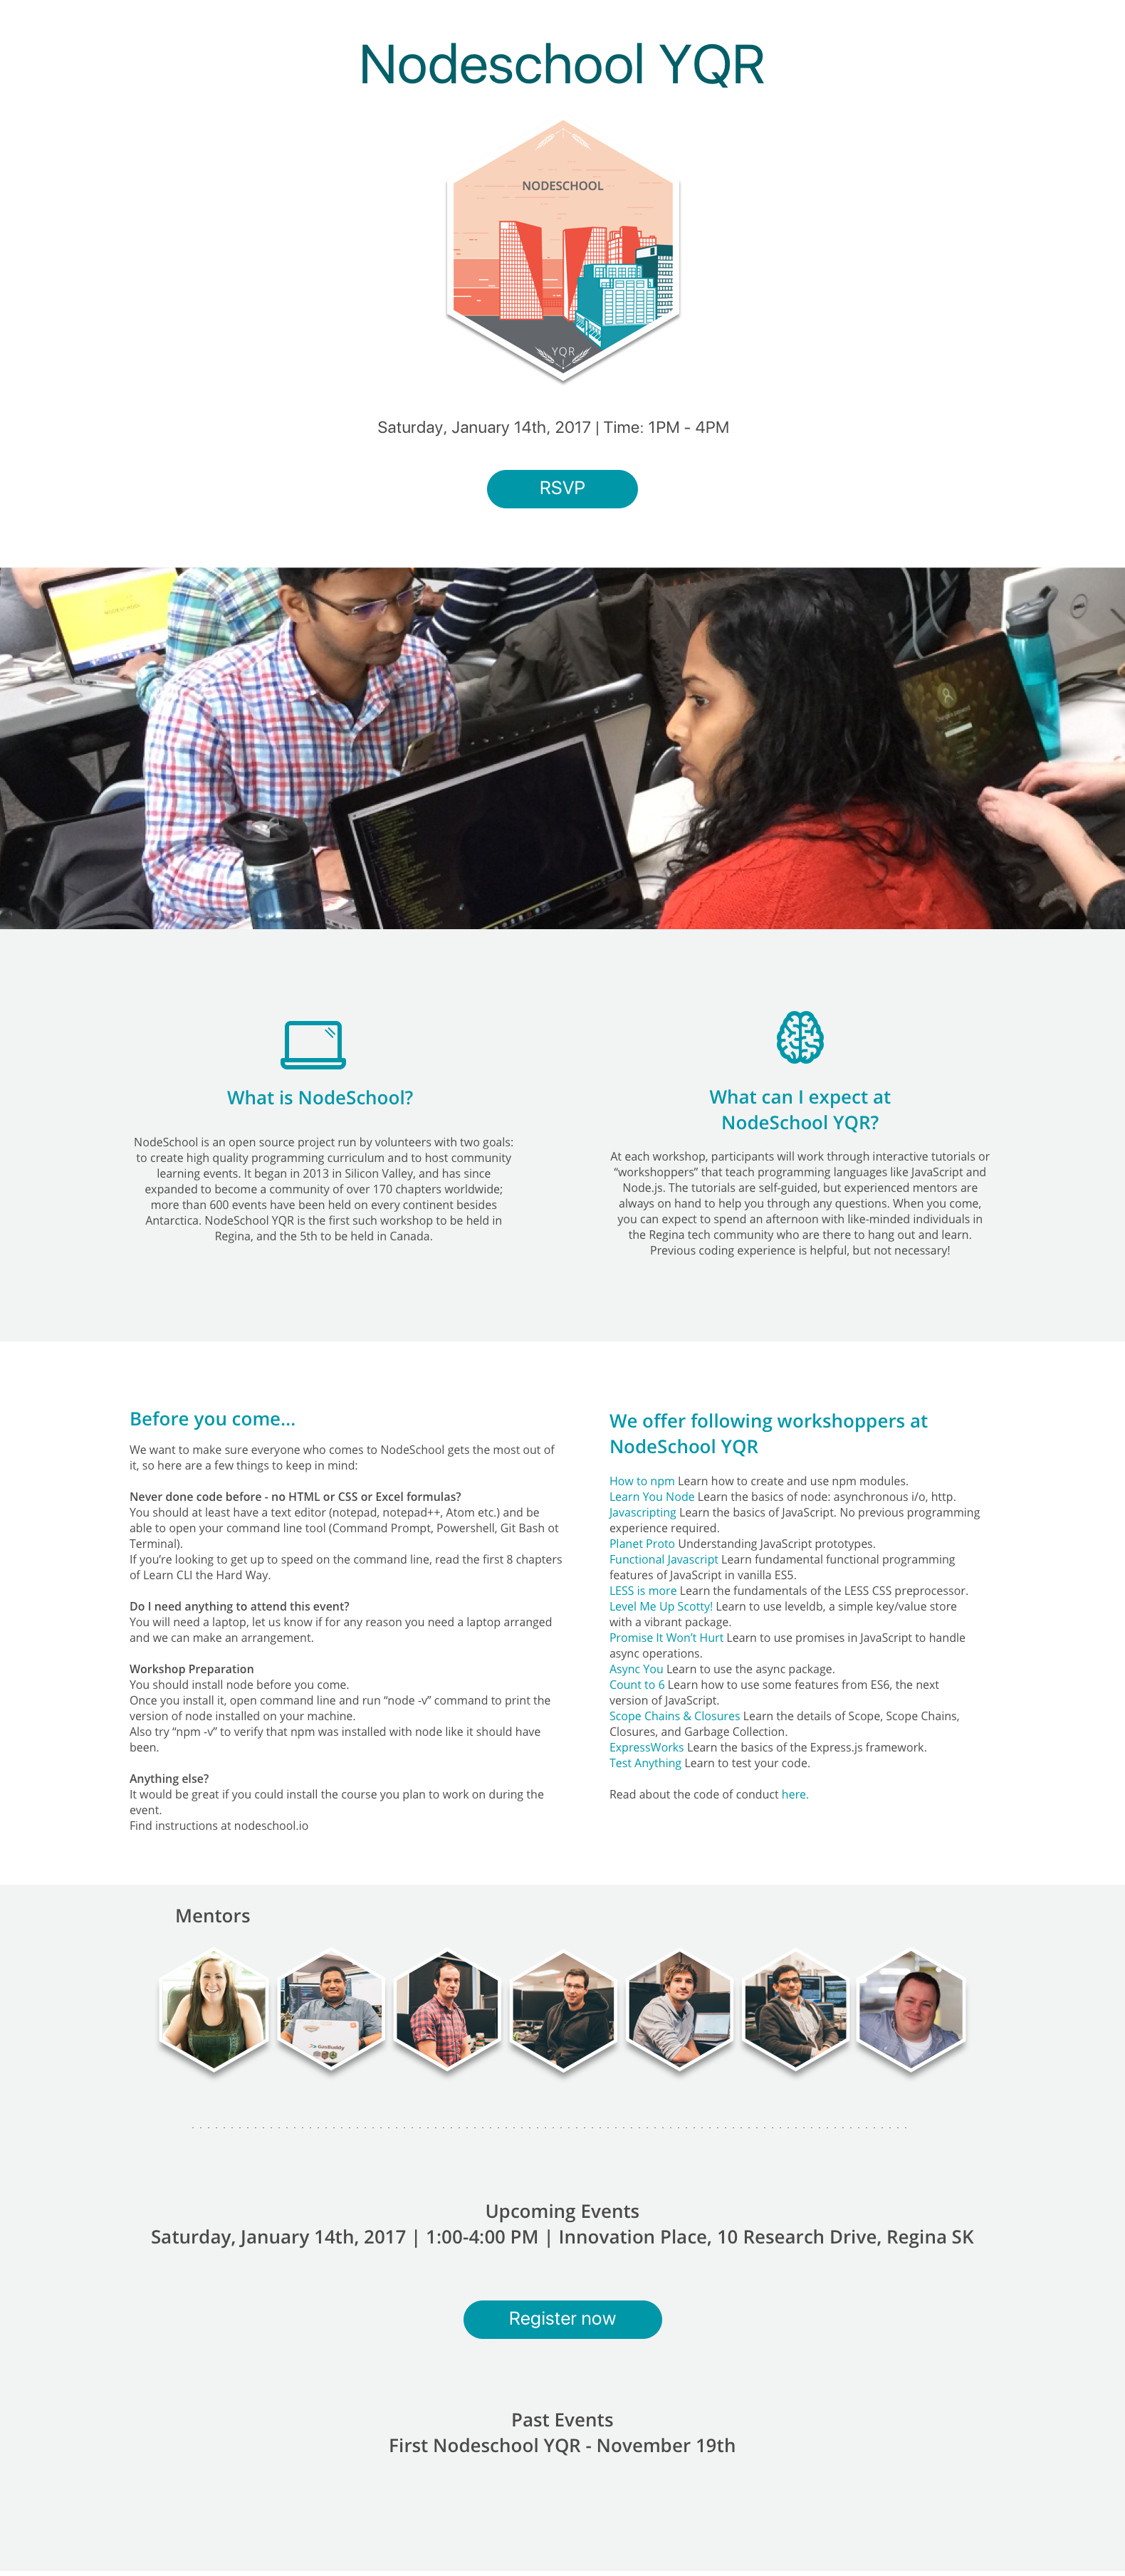 Nodeschool YQR
NODESCHOOL
YQR
Saturday, January 14th, 2017 | Time: 1PM - 4PM
RSVP
What is NodeSchool?
NodeSchool is an open source project run by volunteers with two goals:
to create high quality programming curriculum and to host community
learning events. It began in 2013 in Silicon Valley, and has since
expanded to become a community of over 170 chapters worldwide;
more than 600 events have been held on every continent besides
Antarctica. NodeSchool YQR is the first such workshop to be held in
Regina, and the 5th to be held in Canada.
What can I expect at
NodeSchool YQR?
At each workshop, participants will work through interactive tutorials or
“workshoppers” that teach programming languages like JavaScript and
Node.js. The tutorials are self-guided, but experienced mentors are
always on hand to help you through any questions. When you come,
you can expect to spend an afternoon with like-minded individuals in
the Regina tech community who are there to hang out and learn.
Previous coding experience is helpful, but not necessary!
Before you come...
We want to make sure everyone who comes to NodeSchool gets the most out of
it, so here are a few things to keep in mind:
Never done code before - no HTML or CSS or Excel formulas?
You should at least have a text editor (notepad, notepad++, Atom etc.) and be
able to open your command line tool (Command Prompt, Powershell, Git Bash ot
Terminal).
If you’re looking to get up to speed on the command line, read the first 8 chapters
of Learn CLI the Hard Way.
Do I need anything to attend this event?
You will need a laptop, let us know if for any reason you need a laptop arranged
and we can make an arrangement.
Workshop Preparation
You should install node before you come.
Once you install it, open command line and run “node -v” command to print the
version of node installed on your machine.
Also try “npm -v” to verify that npm was installed with node like it should have
been.
Anything else?
It would be great if you could install the course you plan to work on during the
event.
Find instructions at nodeschool.io
We offer following workshoppers at
NodeSchool YQR
How to npm Learn how to create and use npm modules.
Learn You Node Learn the basics of node: asynchronous i/o, http.
Javascripting Learn the basics of JavaScript. No previous programming
experience required.
Planet Proto Understanding JavaScript prototypes.
Functional Javascript Learn fundamental functional programming
features of JavaScript in vanilla ES5.
LESS is more Learn the fundamentals of the LESS CSS preprocessor.
Level Me Up Scotty! Learn to use leveldb, a simple key/value store
with a vibrant package.
Promise It Won’t Hurt Learn to use promises in JavaScript to handle
async operations.
Async You Learn to use the async package.
Count to 6 Learn how to use some features from ES6, the next
version of JavaScript.
Scope Chains & Closures Learn the details of Scope, Scope Chains,
Closures, and Garbage Collection.
ExpressWorks Learn the basics of the Express.js framework.
Test Anything Learn to test your code.
Read about the code of conduct here.
Mentors
GasBuddy
Upcoming Events
Saturday, January 14th, 2017 | 1:00-4:00 PM | Innovation Place, 10 Research Drive, Regina SK
Register now
Past Events
First Nodeschool YQR - November 19th